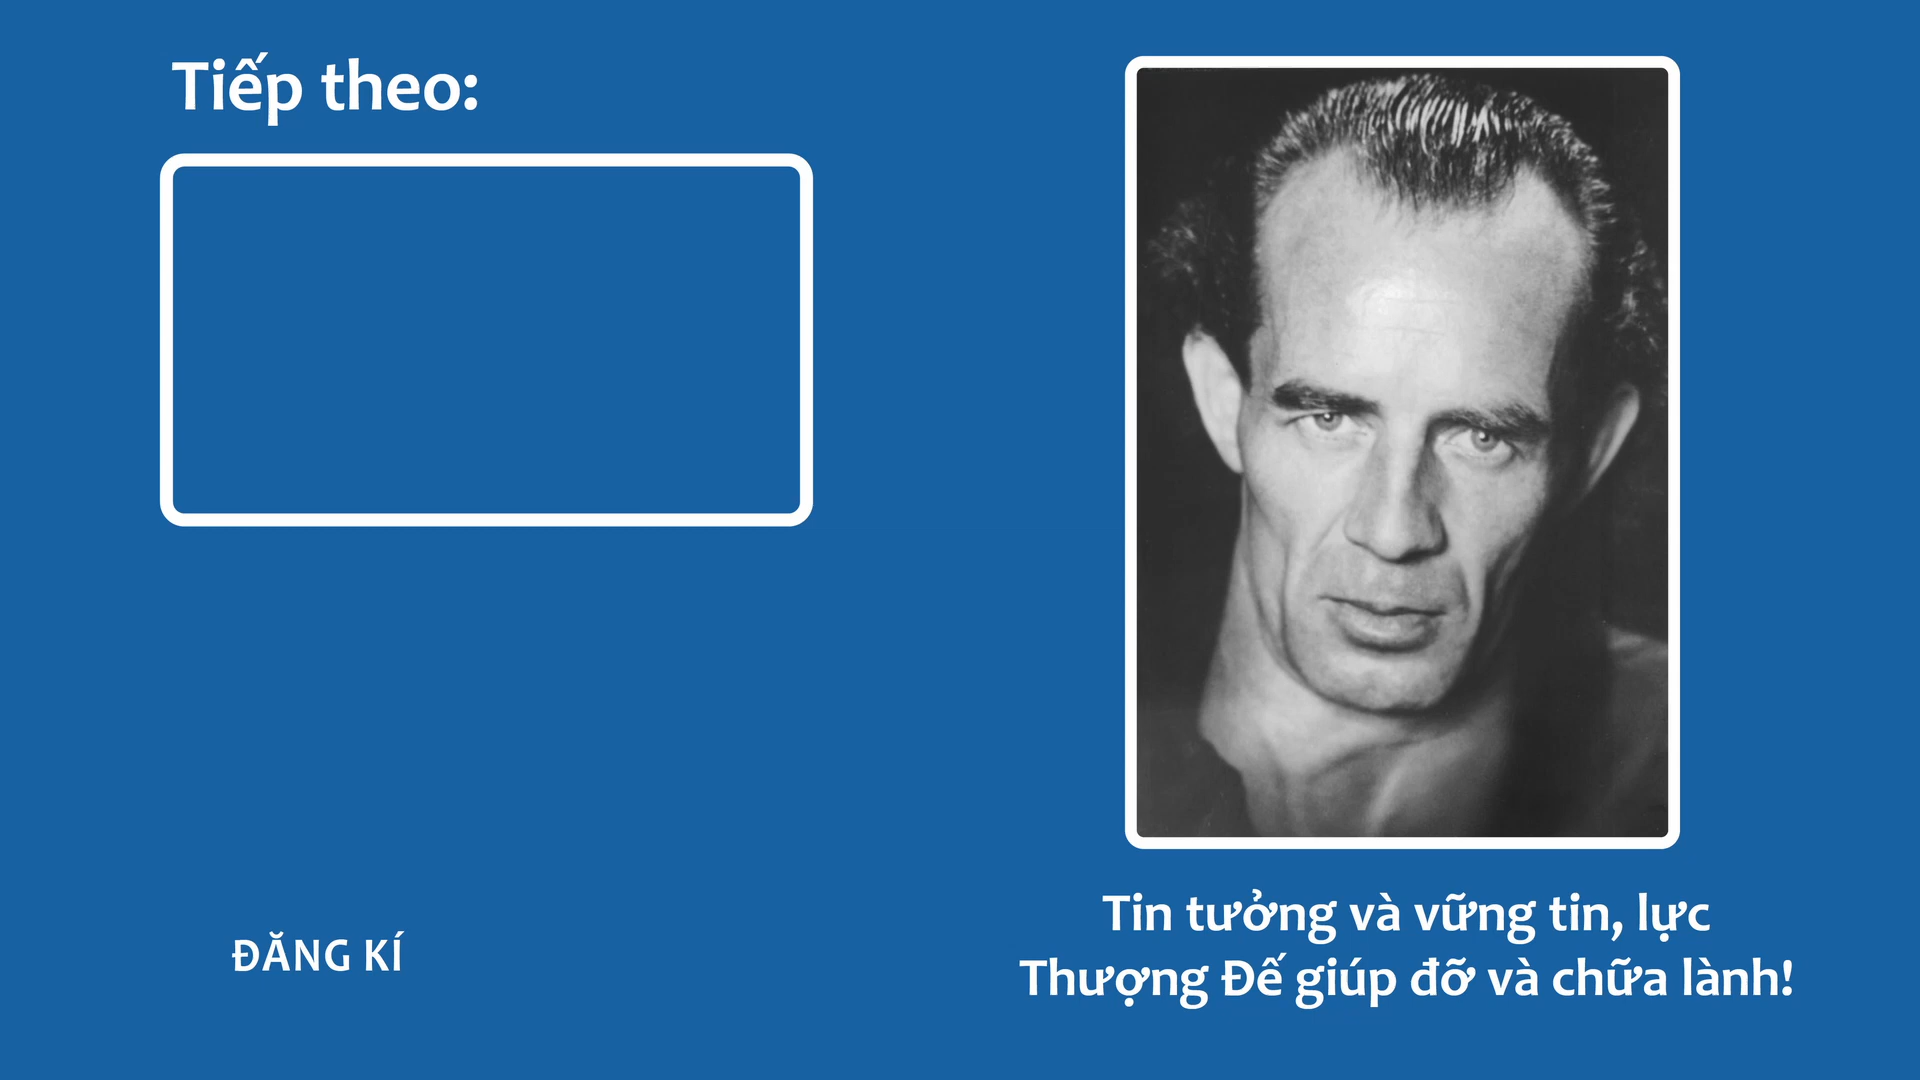 Tiếp theo:
ĐĂNG KÍ
Tin tưởng và vững tin, lực
Thượng Đế giúp đỡ và chữa lành!